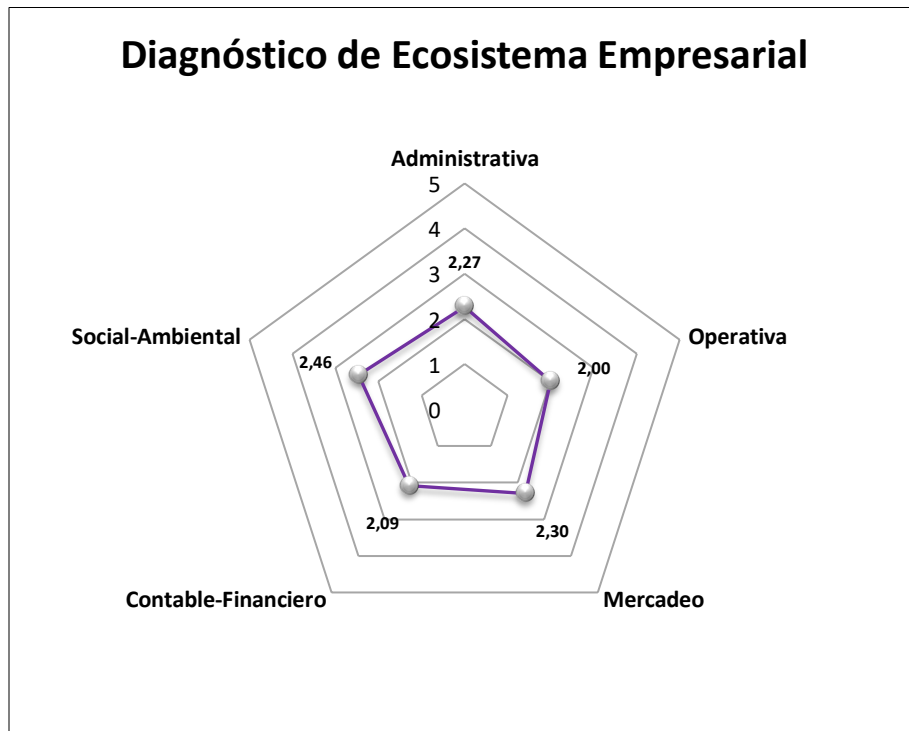 Diagnóstico de Ecosistema Empresarial
Administrativa
5
4
2,27
3
2
Social-Ambiental
Operativa
2,46
2,00
1
0
2,09
2,30
Contable-Financiero
Mercadeo